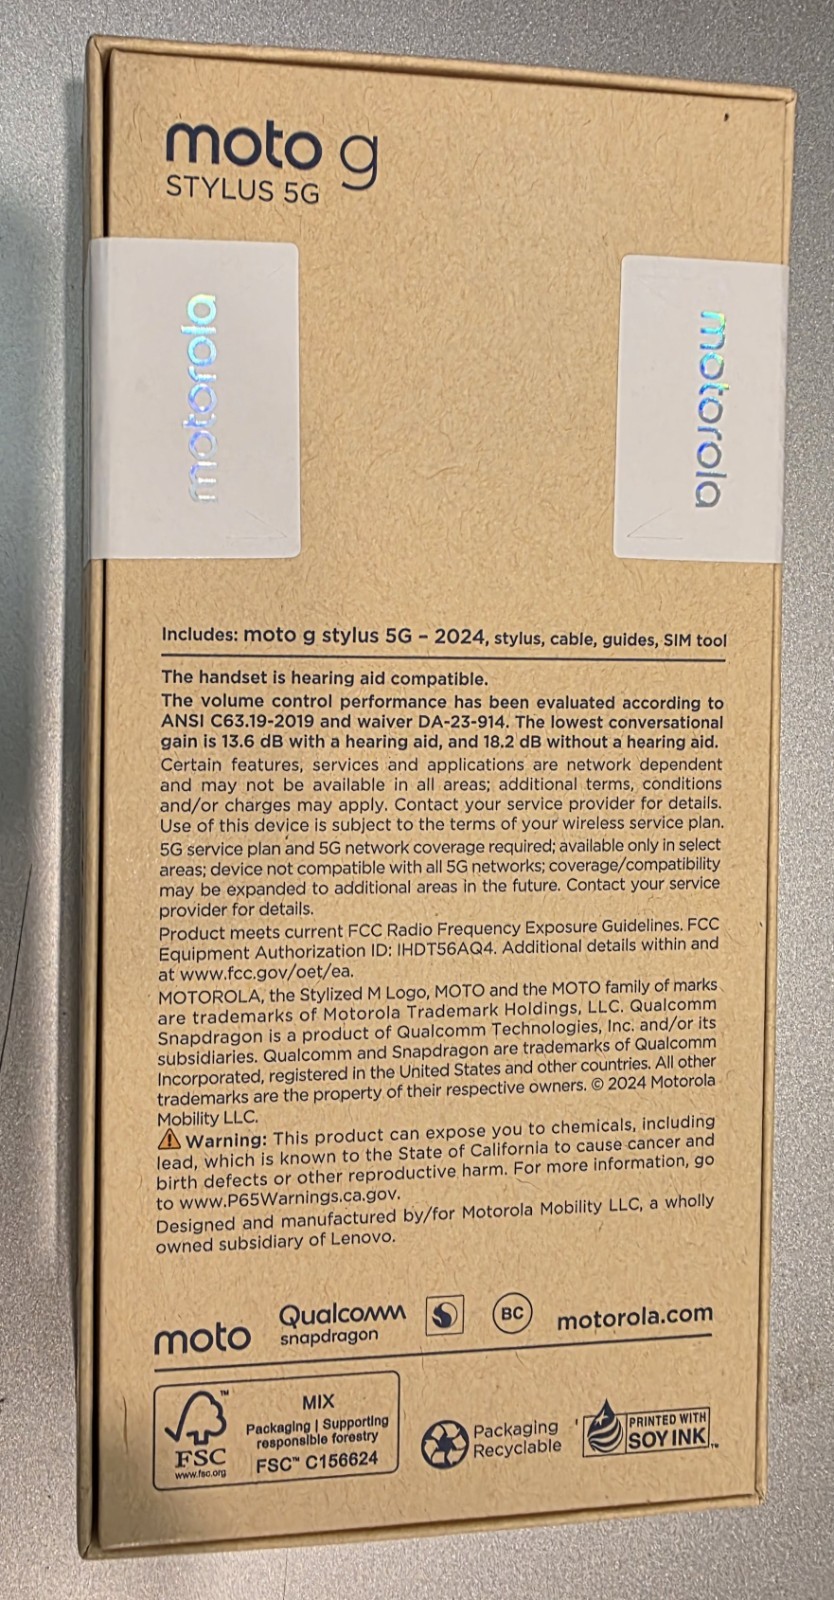 moto g
STYLUS 5G
motorola
motorola
Includes: moto g stylus 5G – 2024, stylus, cable, guides, SIM tool
The handset is hearing aid compatible.
The volume control performance has been evaluated according to
ANSI C63.19-2019 and waiver DA-23-914. The lowest conversational
gain is 13.6 dB with a hearing aid, and 18.2 dB without a hearing aid.
Certain features, services and applications are network dependent
and may not be available in all areas; additional terms, conditions
and/or charges may apply. Contact your service provider for details.
Use of this device is subject to the terms of your wireless service plan.
5G service plan and 5G network coverage required; available only in select
areas; device not compatible with all 5G networks; coverage/compatibility
may be expanded to additional areas in the future. Contact your service
provider for details.
Product meets current FCC Radio Frequency Exposure Guidelines. FCC
Equipment Authorization ID: IHDT56AQ4. Additional details within and
at www.fcc.gov/oet/ea.
MOTOROLA, the Stylized M Logo, MOTO and the MOTO family of marks
are trademarks of Motorola Trademark Holdings, LLC. Qualcomm
Snapdragon is a product of Qualcomm Technologies, Inc. and/or its
subsidiaries. Qualcomm and Snapdragon are trademarks of Qualcomm
Incorporated, registered in the United States and other countries. All other
trademarks are the property of their respective owners. © 2024 Motorola
Mobility LLC.
⚠ Warning: This product can expose you to chemicals, including
lead, which is known to the State of California to cause cancer and
birth defects or other reproductive harm. For more information, go
to www.P65Warnings.ca.gov.
Designed and manufactured by/for Motorola Mobility LLC, a wholly
owned subsidiary of Lenovo.
moto
Qualcomm
snapdragon
BC
motorola.com
FSC
www.fsc.org
MIX
Packaging | Supporting
responsible forestry
FSC™ C156624
Packaging
Recyclable
PRINTED WITH
SOY INK™